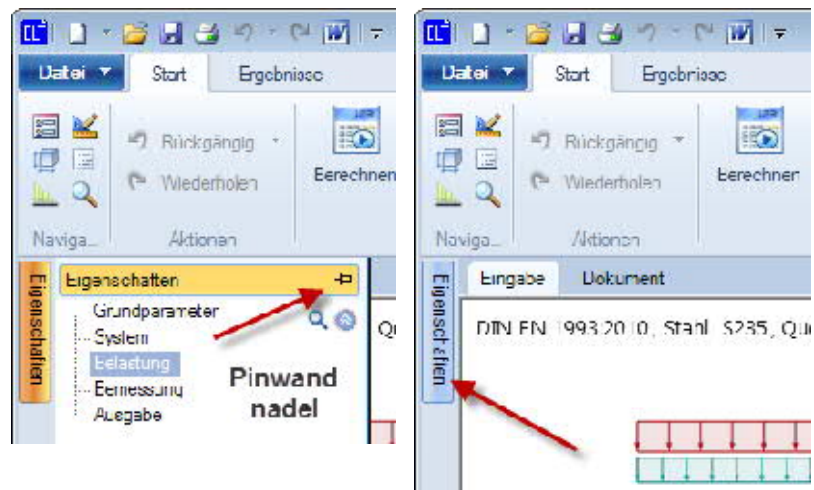 Datei Start Ergebnisse
Rückgängig
Wiederholen
Berechnen
Naviga... Aktionen
Eigenschaften
Eigenschaften
Grundparameter
System
Belastung
Bemessung
Ausgabe
Pinwand
nadel
Datei Start Ergebnisse
Rückgängig
Wiederholen
Berechnen
Naviga... Aktionen
Eigenschaften
Eingabe Dokument
DIN EN 1993:2010, Stahl S235, Qu